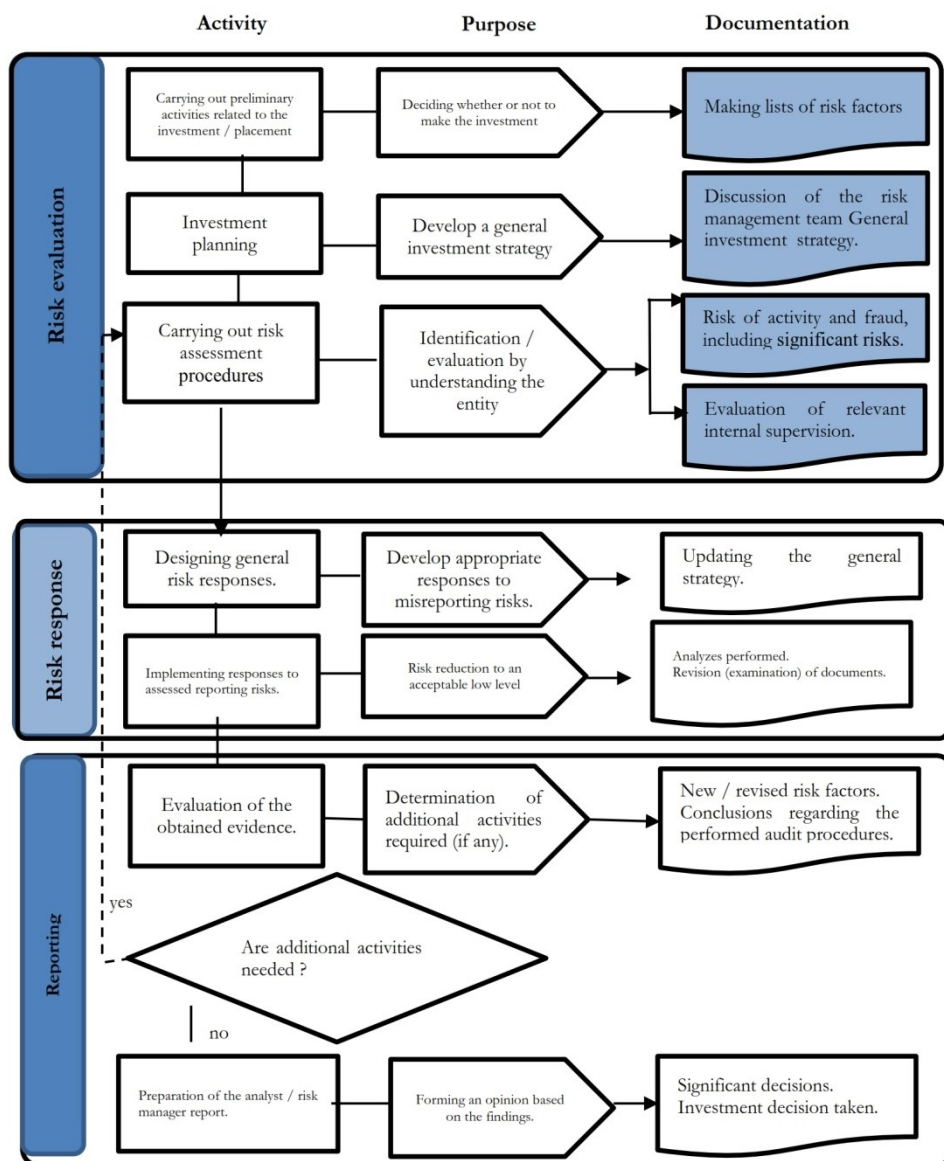 Activity
Purpose
Documentation
Risk evaluation
Carrying out preliminary
activities related to the
investment / placement
Deciding whether or not to
make the investment
Making lists of risk factors
Investment
planning
Develop a general
investment strategy
Discussion of the risk
management team General
investment strategy.
Carrying out risk
assessment
procedures
Identification /
evaluation by
understanding the
entity
Risk of activity and fraud,
including significant risks.
Evaluation of relevant
internal supervision.
Risk response
Designing general
risk responses.
Develop appropriate
responses to
misreporting risks.
Updating the general
strategy.
Implementing responses to
assessed reporting risks.
Risk reduction to an
acceptable low level
Analyzes performed.
Revision (examination) of documents.
Reporting
Evaluation of the
obtained evidence.
Determination of
additional activities
required (if any).
New / revised risk factors.
Conclusions regarding the
performed audit procedures.
yes
Are additional activities
needed ?
no
Preparation of the analyst / risk
manager report.
Forming an opinion based
on the findings.
Significant decisions.
Investment decision taken.